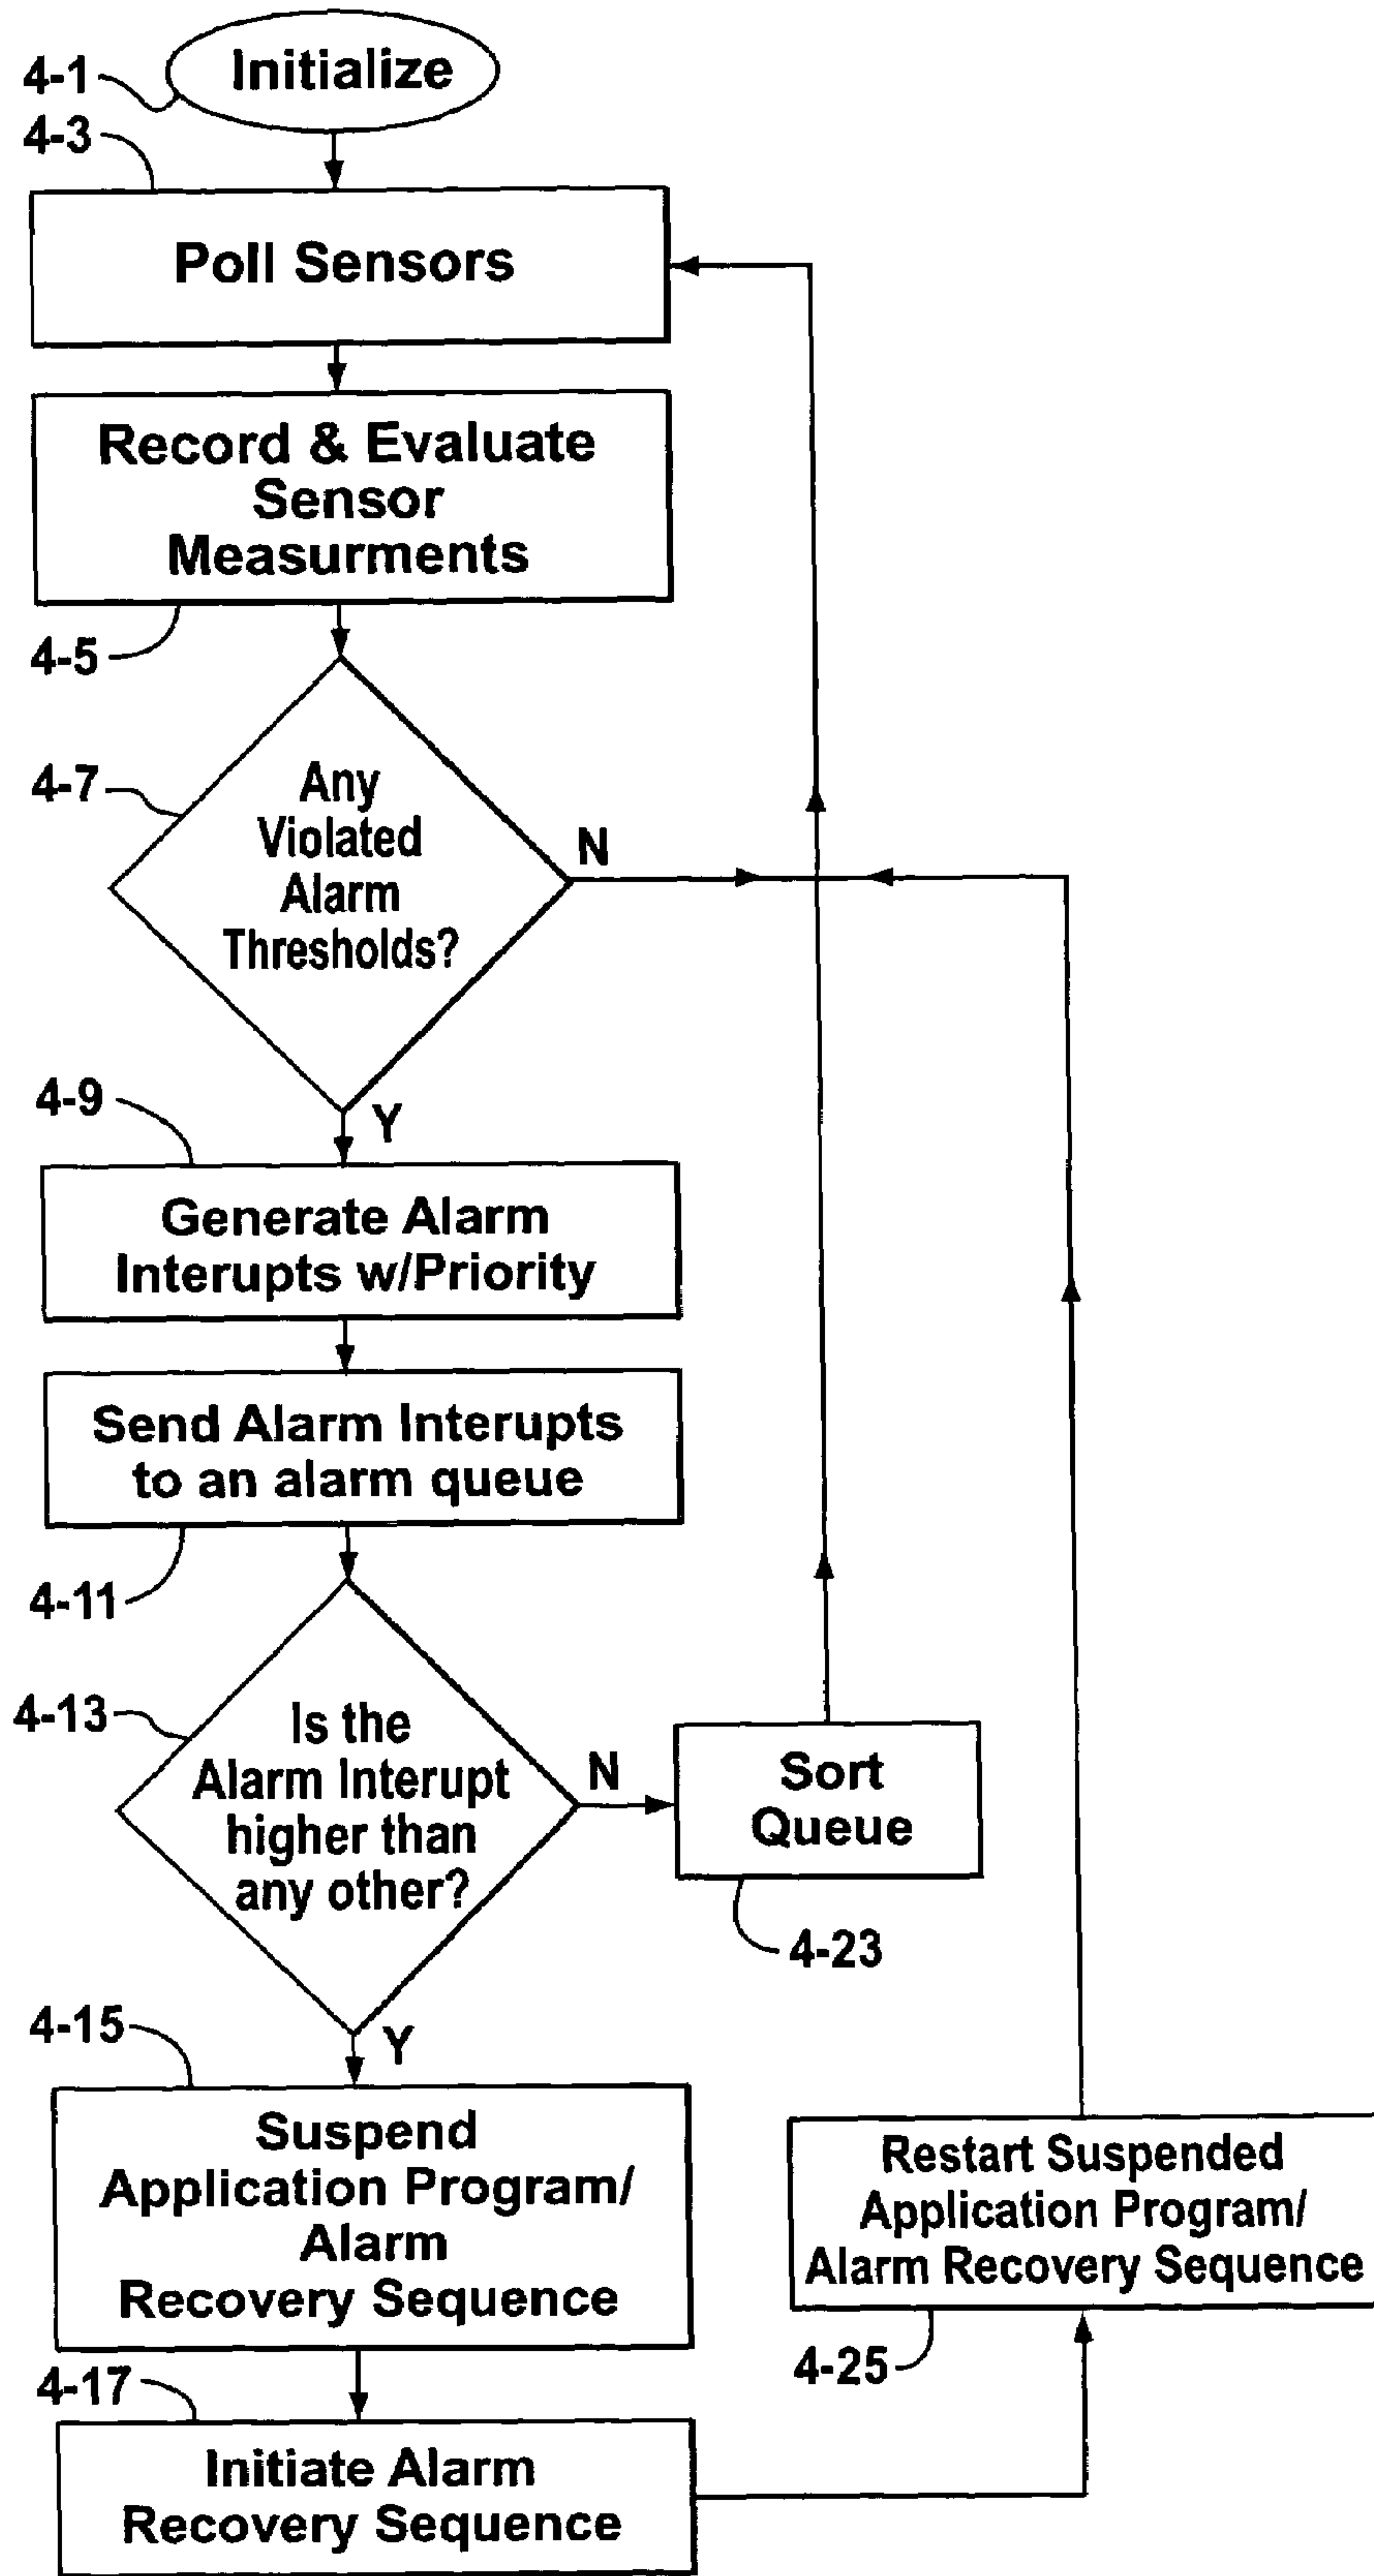 4-1
Initialize
4-3
Poll Sensors
Record & Evaluate
Sensor
Measurments
4-5
4-7
Any
Violated
Alarm
Thresholds?
N
Y
4-9
Generate Alarm
Interupts w/Priority
Send Alarm Interupts
to an alarm queue
4-11
4-13
Is the
Alarm Interupt
higher than
any other?
N
Sort
Queue
4-23
Y
4-15
Suspend
Application Program/
Alarm
Recovery Sequence
Restart Suspended
Application Program/
Alarm Recovery Sequence
4-25
4-17
Initiate Alarm
Recovery Sequence